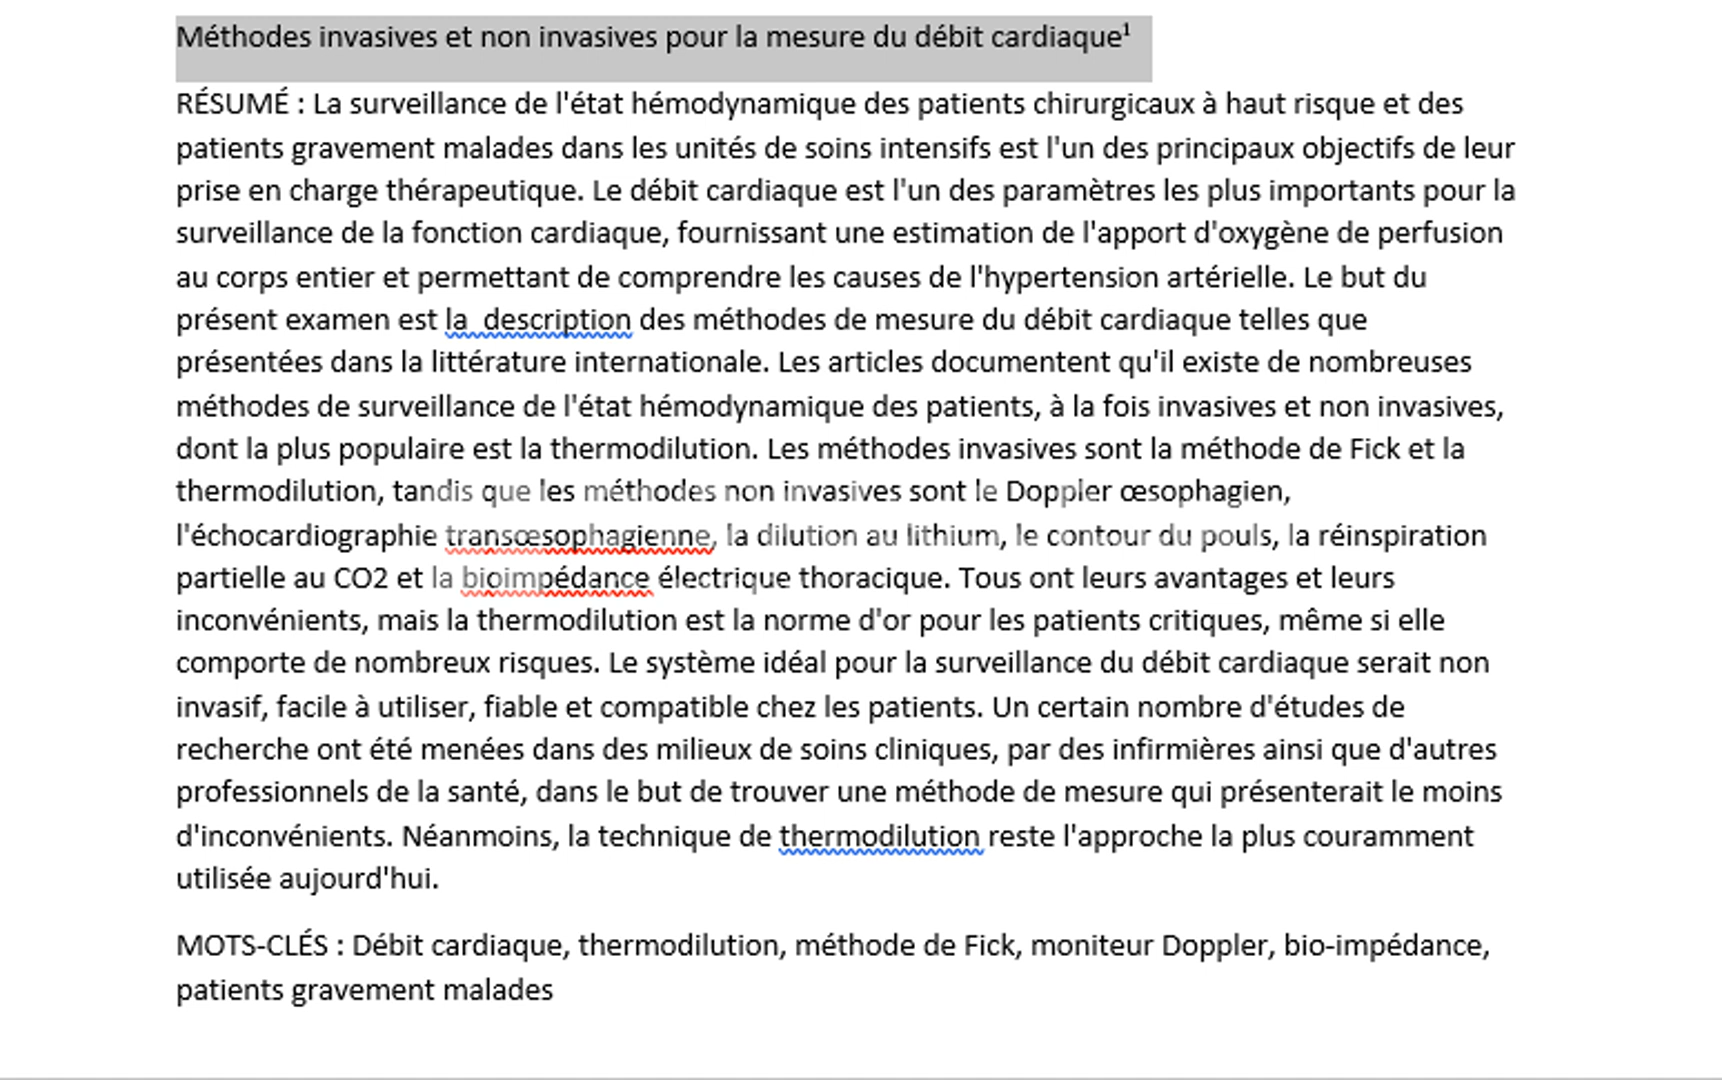 Méthodes invasives et non invasives pour la mesure du débit cardiaque¹
RÉSUMÉ : La surveillance de l'état hémodynamique des patients chirurgicaux à haut risque et des
patients gravement malades dans les unités de soins intensifs est l'un des principaux objectifs de leur
prise en charge thérapeutique. Le débit cardiaque est l'un des paramètres les plus importants pour la
surveillance de la fonction cardiaque, fournissant une estimation de l'apport d'oxygène de perfusion
au corps entier et permettant de comprendre les causes de l'hypertension artérielle. Le but du
présent examen est la  description des méthodes de mesure du débit cardiaque telles que
présentées dans la littérature internationale. Les articles documentent qu'il existe de nombreuses
méthodes de surveillance de l'état hémodynamique des patients, à la fois invasives et non invasives,
dont la plus populaire est la thermodilution. Les méthodes invasives sont la méthode de Fick et la
thermodilution, tandis que les méthodes non invasives sont le Doppler œsophagien,
l'échocardiographie transœsophagienne, la dilution au lithium, le contour du pouls, la réinspiration
partielle au CO2 et la bioimpédance électrique thoracique. Tous ont leurs avantages et leurs
inconvénients, mais la thermodilution est la norme d'or pour les patients critiques, même si elle
comporte de nombreux risques. Le système idéal pour la surveillance du débit cardiaque serait non
invasif, facile à utiliser, fiable et compatible chez les patients. Un certain nombre d'études de
recherche ont été menées dans des milieux de soins cliniques, par des infirmières ainsi que d'autres
professionnels de la santé, dans le but de trouver une méthode de mesure qui présenterait le moins
d'inconvénients. Néanmoins, la technique de thermodilution reste l'approche la plus couramment
utilisée aujourd'hui.
MOTS-CLÉS : Débit cardiaque, thermodilution, méthode de Fick, moniteur Doppler, bio-impédance,
patients gravement malades